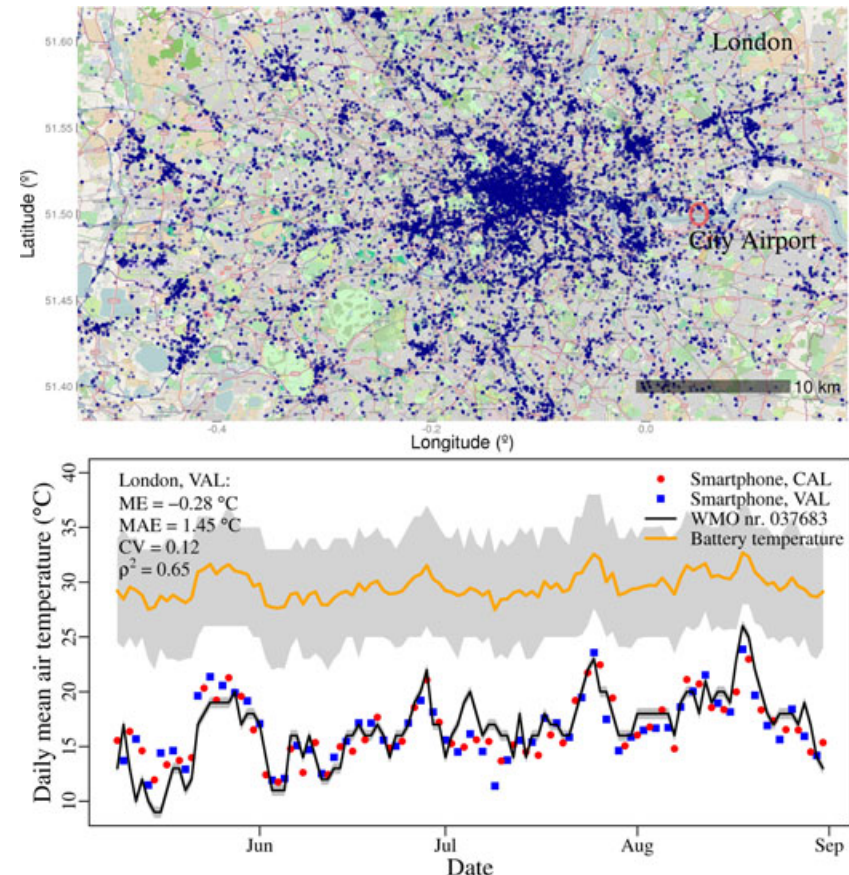 51.60
London
51.55
51.50
City Airport
51.45
51.40
10 km
Latitude (º)
-0.4
-0.2
0.0
Longitude (º)
London, VAL:
ME = −0.28 °C
MAE = 1.45 °C
CV = 0.12
ρ² = 0.65
Smartphone, CAL
Smartphone, VAL
WMO nr. 037683
Battery temperature
Daily mean air temperature (°C)
40
35
30
25
20
15
10
Jun
Jul
Aug
Sep
Date